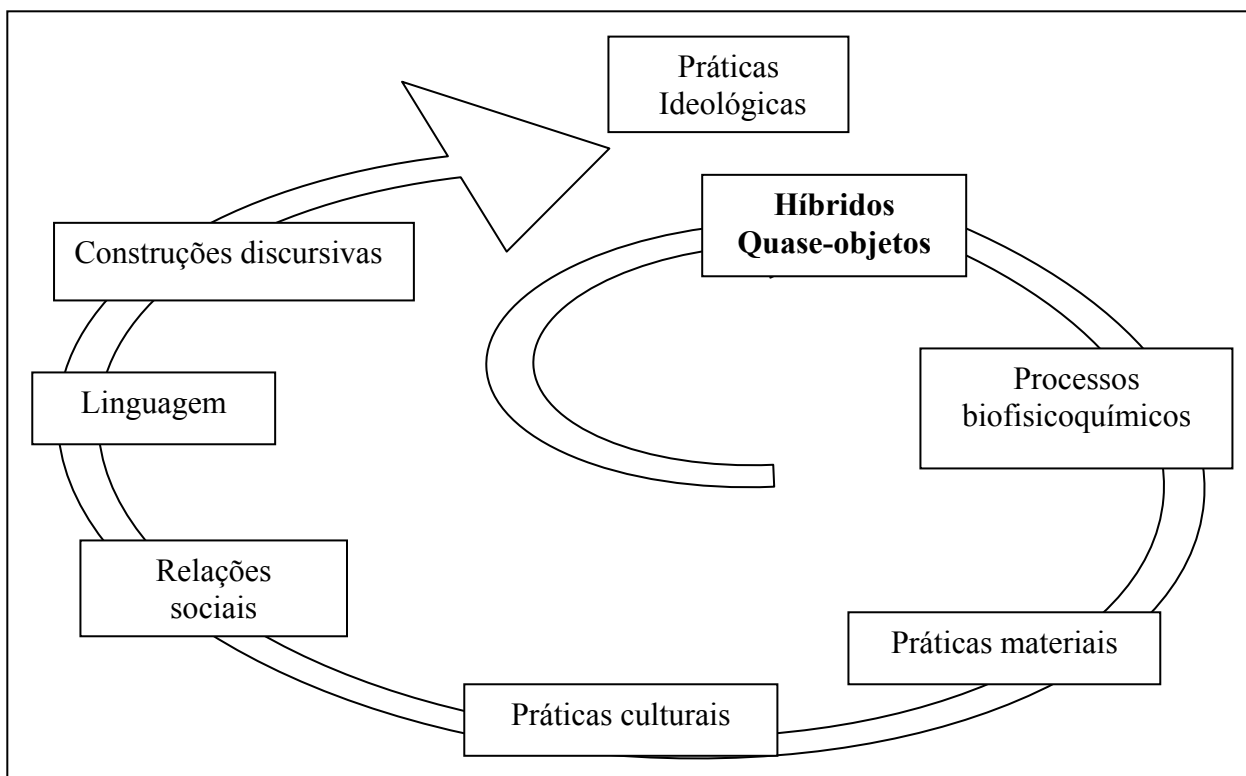 Práticas
Ideológicas
Híbridos
Quase-objetos
Construções discursivas
Processos
biofisicoquímicos
Linguagem
Relações
sociais
Práticas materiais
Práticas culturais